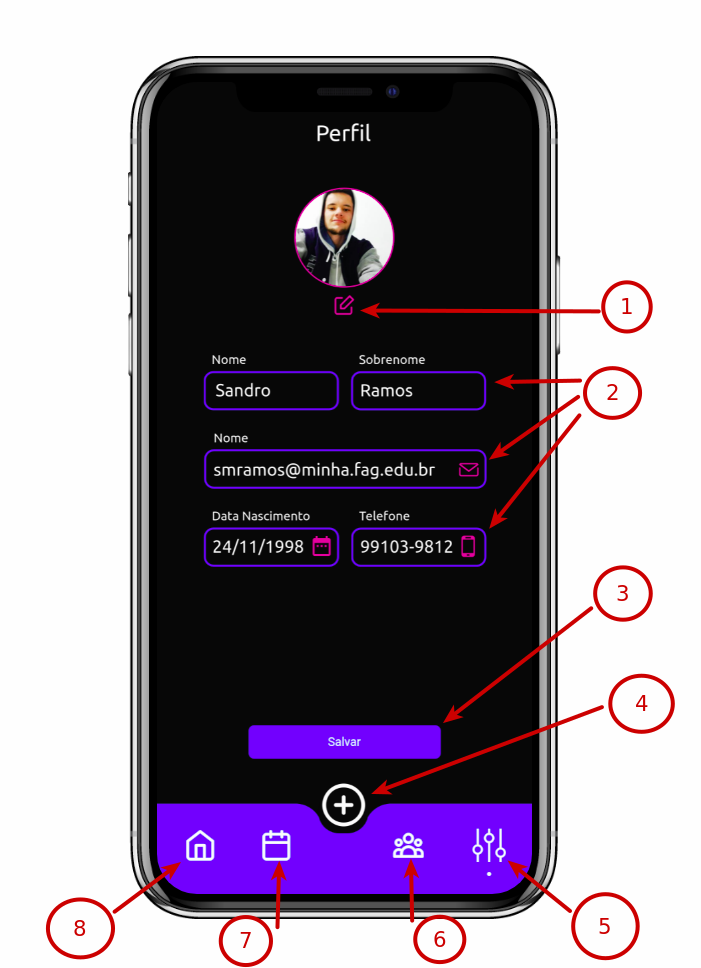 Perfil
1
Nome Sobrenome
Sandro Ramos
2
Nome
smramos@minha.fag.edu.br
Data Nascimento Telefone
24/11/1998 99103-9812
3
4
Salvar
8 7 6 5